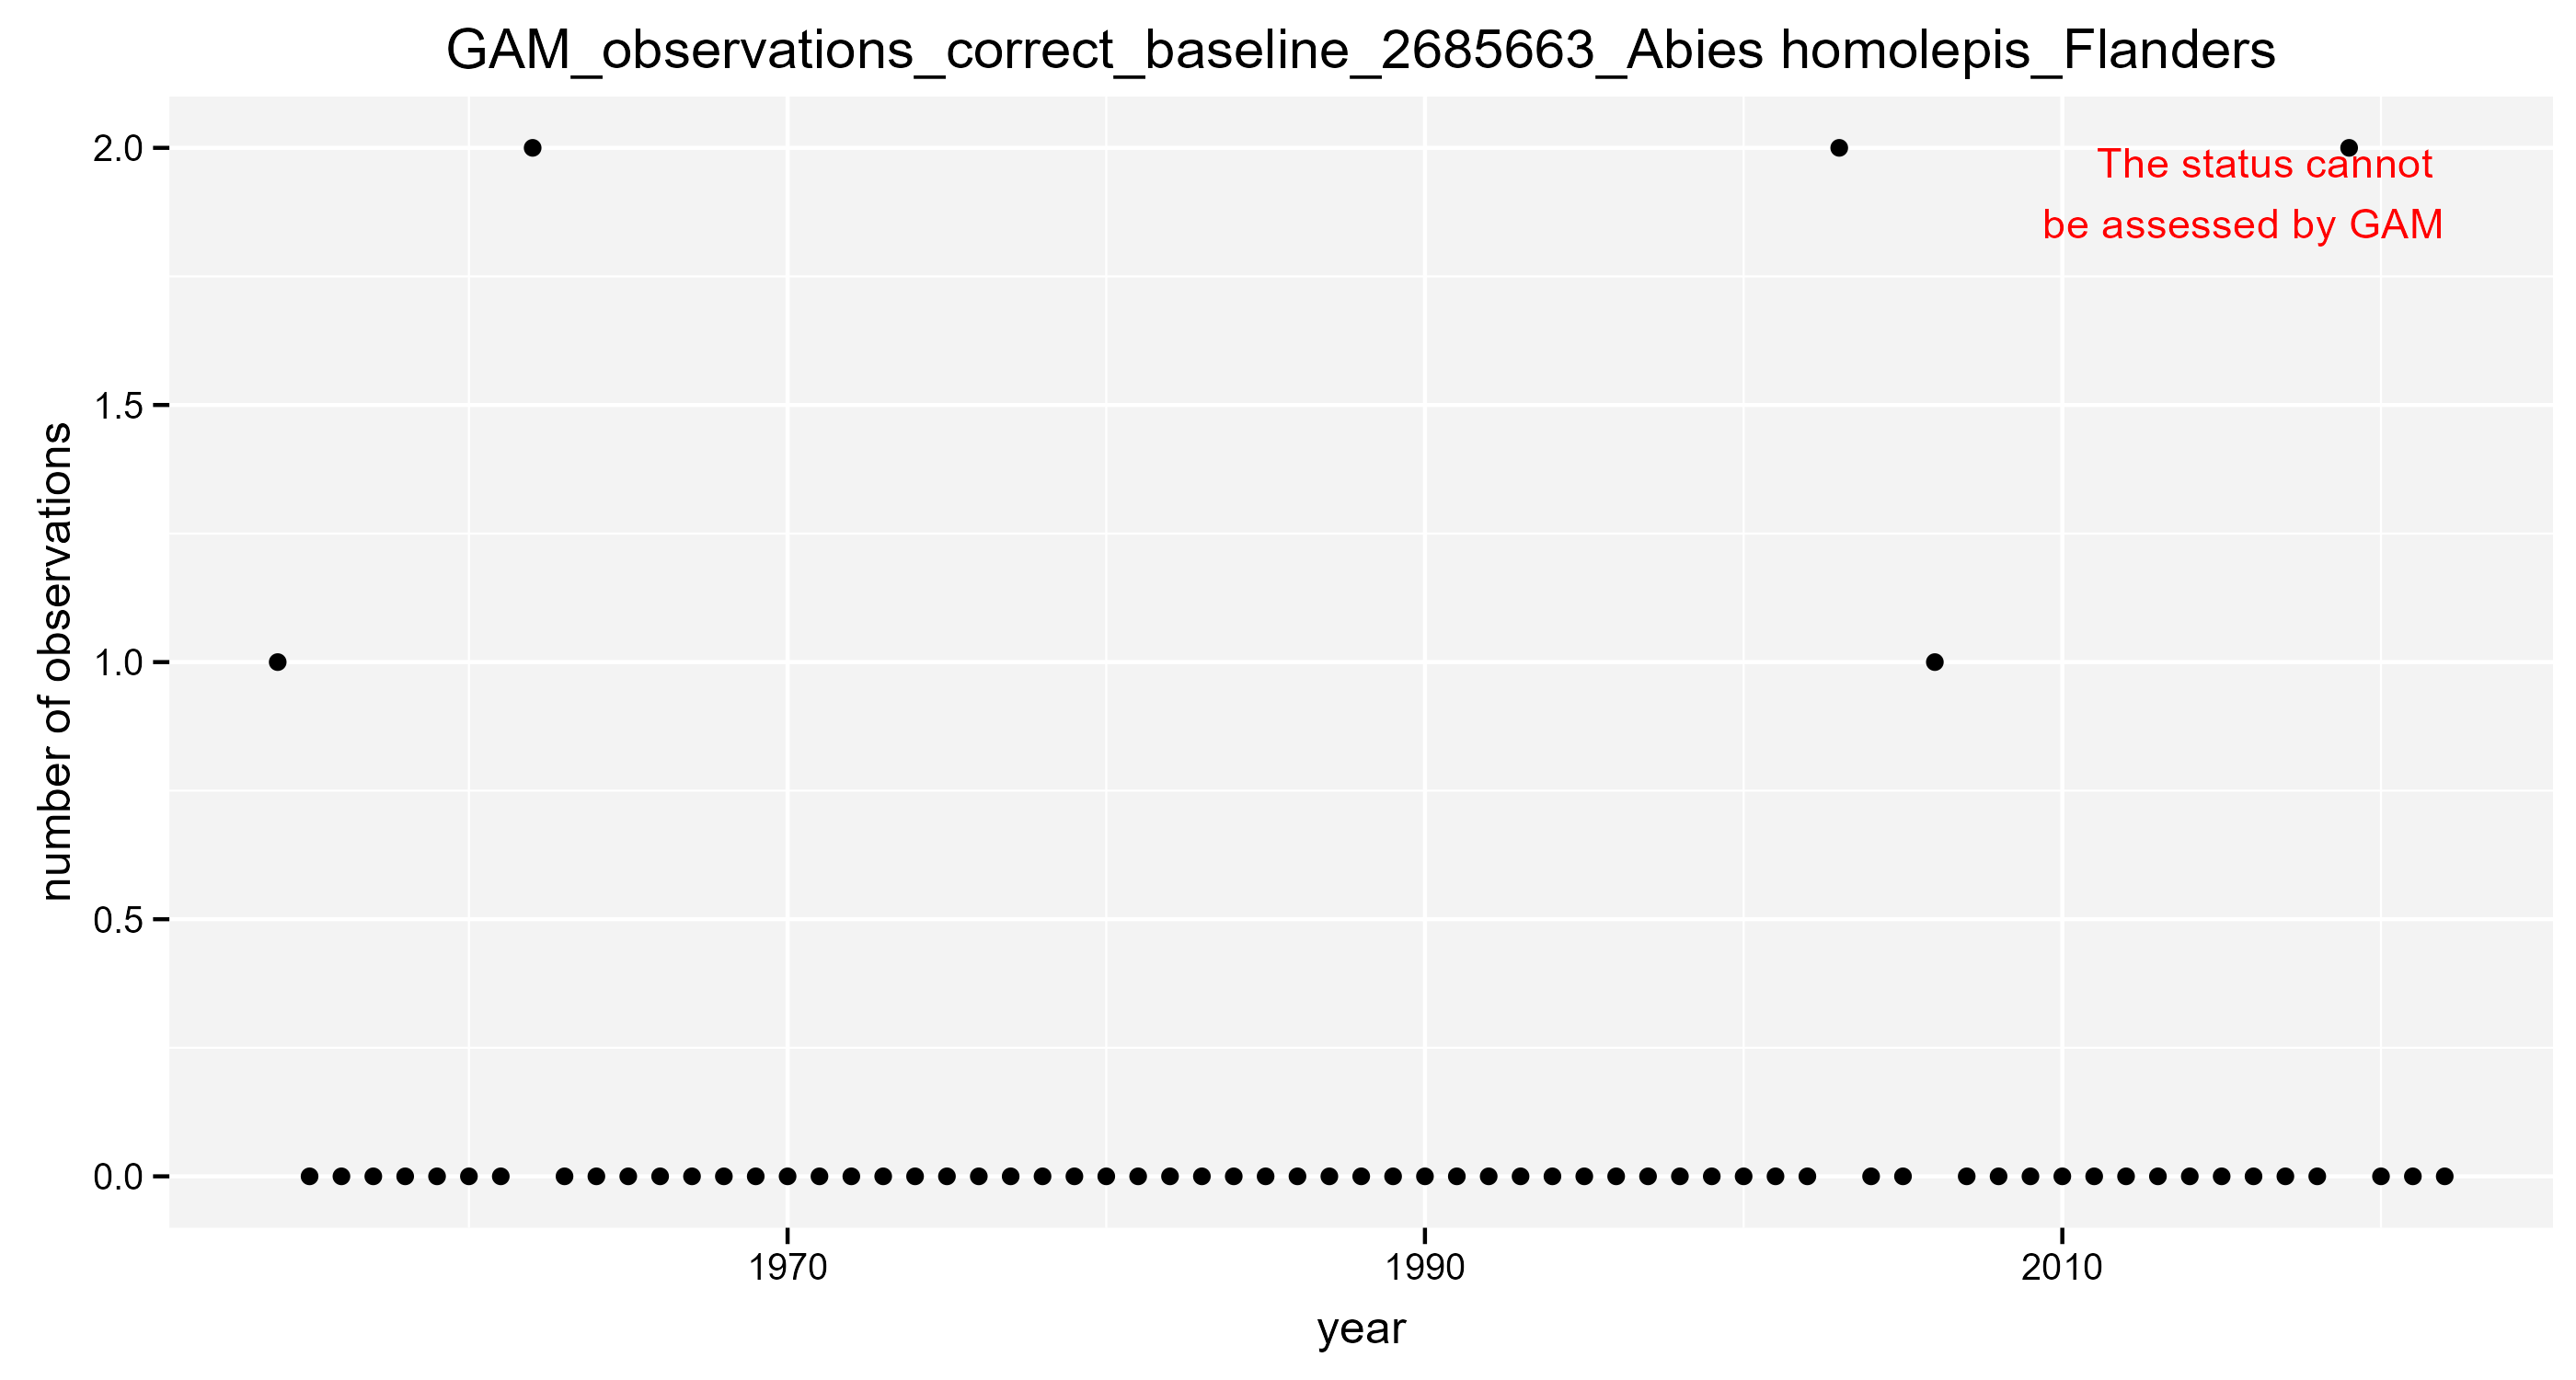 GAM_observations_correct_baseline_2685663_Abies homolepis_Flanders
2.0
The status cannot
be assessed by GAM
1.5
number of observations
1.0
0.5
0.0
1970
1990
2010
year